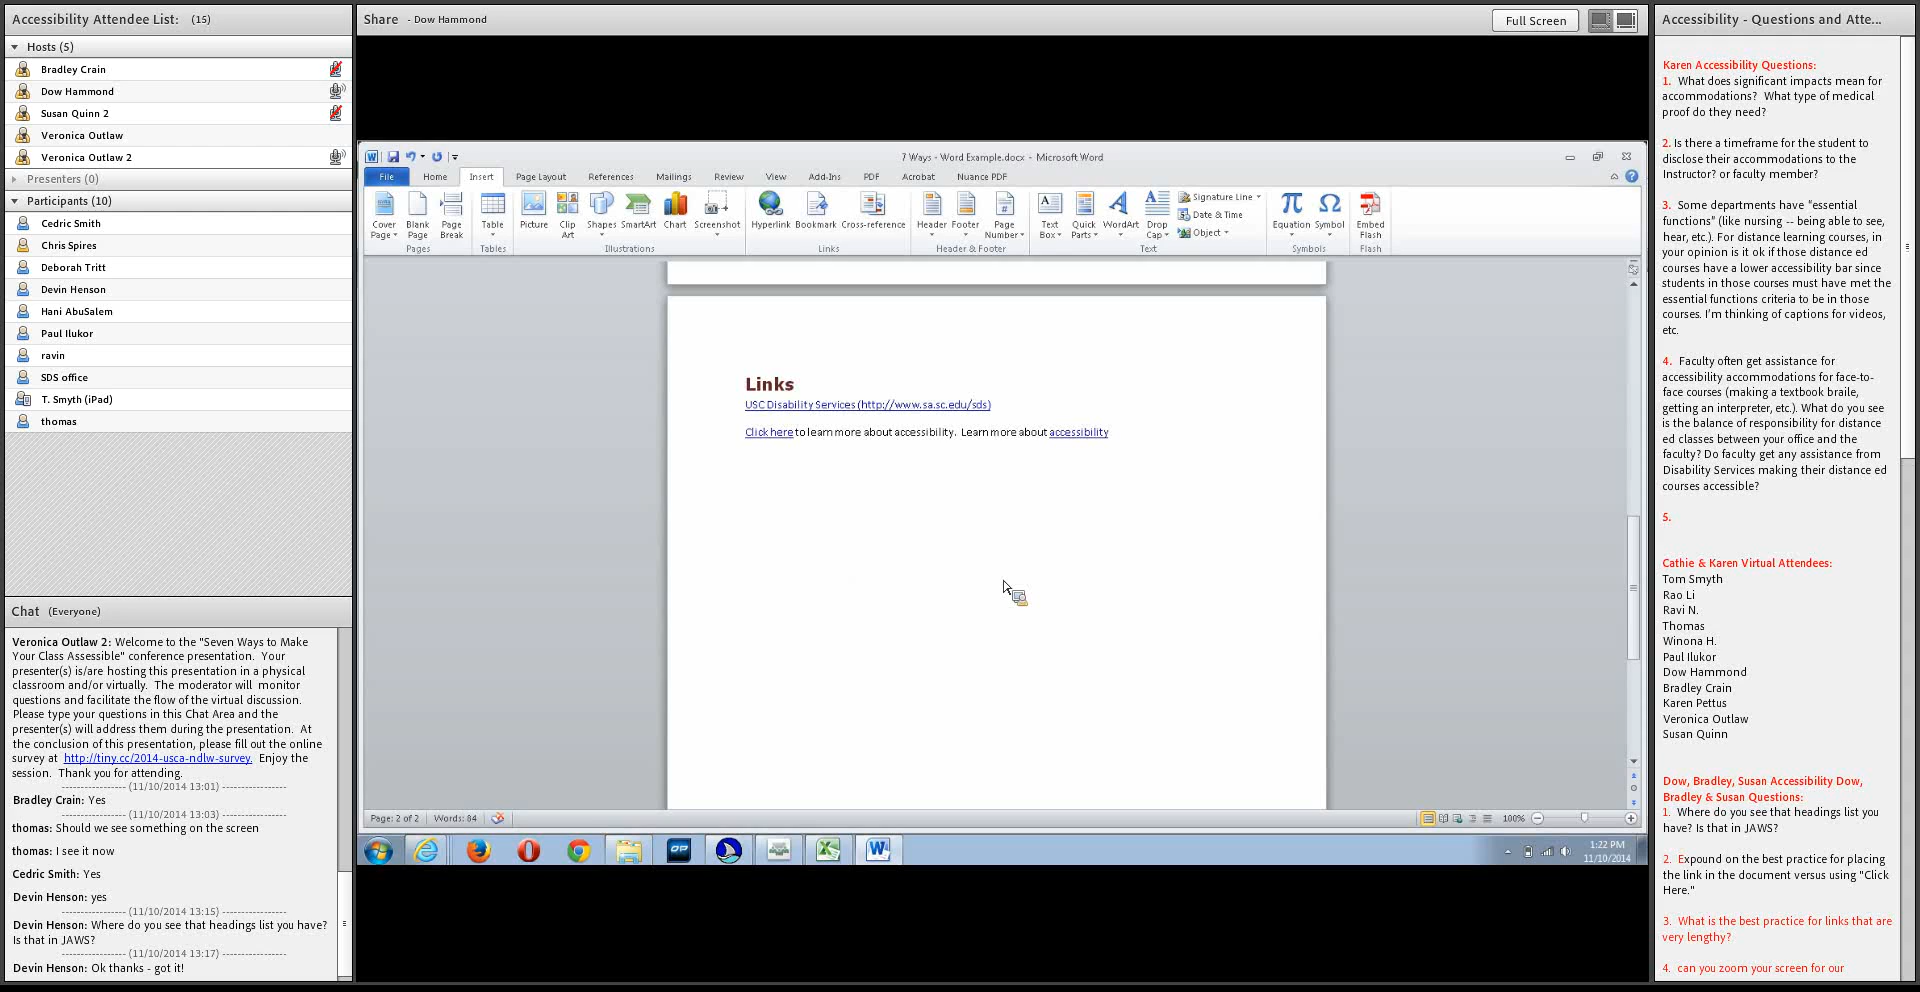 Accessibility Attendee List: (15)
Hosts (5)
Bradley Crain
Dow Hammond
Susan Quinn 2
Veronica Outlaw
Veronica Outlaw 2
Presenters (0)
Participants (10)
Cedric Smith
Chris Spires
Deborah Tritt
Devin Henson
Hani AbuSalem
Paul Ilukor
ravin
SDS office
T. Smyth (iPad)
thomas
Chat (Everyone)
Veronica Outlaw 2: Welcome to the "Seven Ways to Make
Your Class Assessible" conference presentation. Your
presenter(s) is/are hosting this presentation in a physical
classroom and/or virtually. The moderator will monitor
questions and facilitate the flow of the virtual discussion.
Please type your questions in this Chat Area and the
presenter(s) will address them during the presentation. At
the conclusion of this presentation, please fill out the online
survey at http://tiny.cc/2014-usca-ndlw-survey. Enjoy the
session. Thank you for attending.
----------------- (11/10/2014 13:01) -----------------
Bradley Crain: Yes
----------------- (11/10/2014 13:03) -----------------
thomas: Should we see something on the screen
thomas: I see it now
Cedric Smith: Yes
Devin Henson: yes
----------------- (11/10/2014 13:15) -----------------
Devin Henson: Where do you see that headings list you have?
Is that in JAWS?
----------------- (11/10/2014 13:17) -----------------
Devin Henson: Ok thanks - got it!
Share - Dow Hammond
Full Screen
7 Ways - Word Example.docx - Microsoft Word
File Home Insert Page Layout References Mailings Review View Add-Ins PDF Acrobat Nuance PDF
Cover Page
Blank Page
Page Break
Table
Picture
Clip Art
Shapes
SmartArt
Chart
Screenshot
Hyperlink
Bookmark
Cross-reference
Header
Footer
Page Number
Text Box
Quick Parts
WordArt
Drop Cap
Signature Line
Date & Time
Object
Equation
Symbol
Embed Flash
Pages Tables Illustrations Links Header & Footer Text Symbols Flash
Links
USC Disability Services (http://www.sa.sc.edu/sds)
Click here to learn more about accessibility. Learn more about accessibility
Page: 2 of 2 Words: 84
100%
1:22 PM
11/10/2014
Accessibility - Questions and Atte...
Karen Accessibility Questions:
1. What does significant impacts mean for
accommodations? What type of medical
proof do they need?
2. Is there a timeframe for the student to
disclose their accommodations to the
Instructor? or faculty member?
3. Some departments have "essential
functions" (like nursing -- being able to see,
hear, etc.). For distance learning courses, in
your opinion is it ok if those distance ed
courses have a lower accessibility bar since
students in those courses must have met the
essential functions criteria to be in those
courses. I'm thinking of captions for videos,
etc.
4. Faculty often get assistance for
accessibility accommodations for face-to-
face courses (making a textbook braile,
getting an interpreter, etc.). What do you see
is the balance of responsibility for distance
ed classes between your office and the
faculty? Do faculty get any assistance from
Disability Services making their distance ed
courses accessible?
5.
Cathie & Karen Virtual Attendees:
Tom Smyth
Rao Li
Ravi N.
Thomas
Winona H.
Paul Ilukor
Dow Hammond
Bradley Crain
Karen Pettus
Veronica Outlaw
Susan Quinn
Dow, Bradley, Susan Accessibility Dow,
Bradley & Susan Questions:
1. Where do you see that headings list you
have? Is that in JAWS?
2. Expound on the best practice for placing
the link in the document versus using "Click
Here."
3. What is the best practice for links that are
very lengthy?
4. can you zoom your screen for our